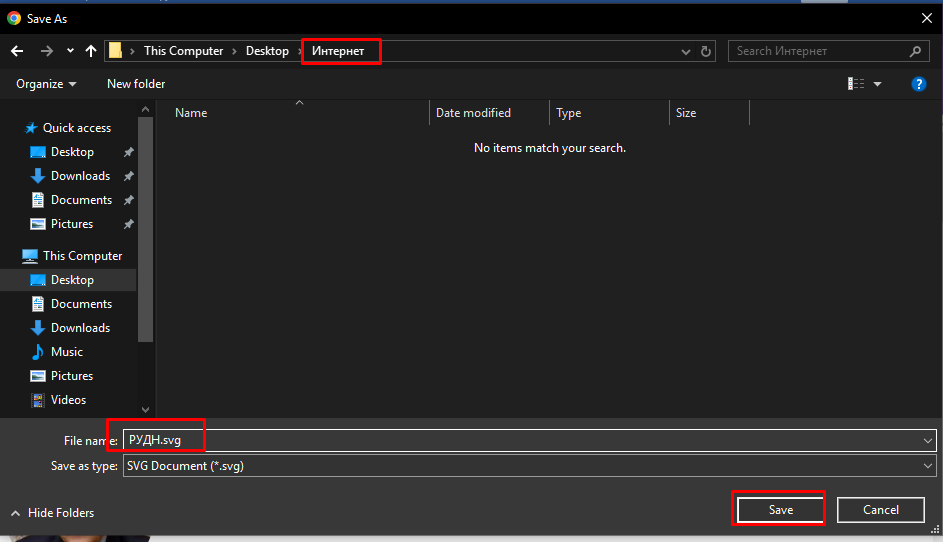 Save As
This Computer Desktop Интернет
Search Интернет
Organize New folder
?
Name Date modified Type Size
No items match your search.
Quick access
Desktop
Downloads
Documents
Pictures
This Computer
Desktop
Documents
Downloads
Music
Pictures
Videos
File name: РУДН.svg
Save as type: SVG Document (*.svg)
Hide Folders
Save Cancel